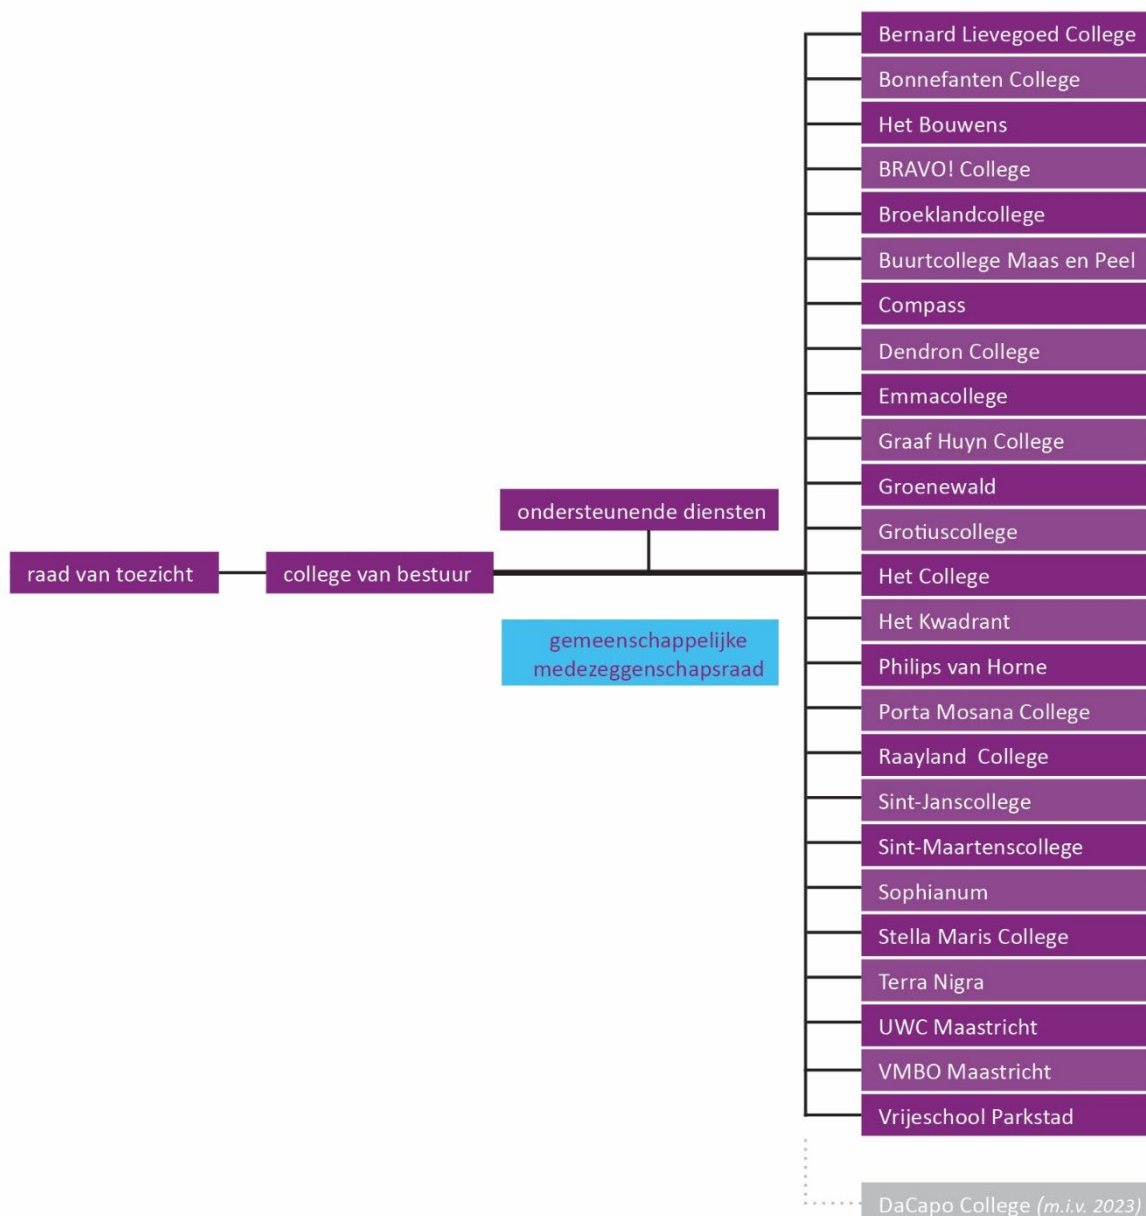 Bernard Lievegoed College
Bonnefanten College
Het Bouwens
BRAVO! College
Broeklandcollege
Buurtcollege Maas en Peel
Compass
Dendron College
Emmacollege
Graaf Huyn College
Groenewald
Grotiuscollege
Het College
Het Kwadrant
Philips van Horne
Porta Mosana College
Raayland College
Sint-Janscollege
Sint-Maartenscollege
Sophianum
Stella Maris College
Terra Nigra
UWC Maastricht
VMBO Maastricht
Vrijeschool Parkstad
DaCapo College (m.i.v. 2023)
ondersteunende diensten
raad van toezicht
college van bestuur
gemeenschappelijke
medezeggenschapsraad